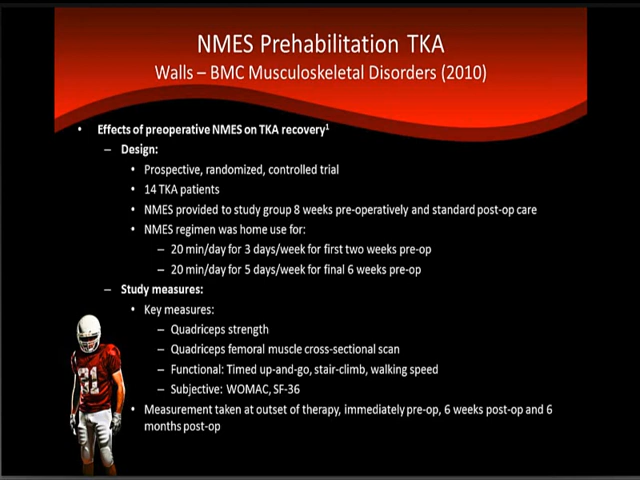 NMES Prehabilitation TKA
Walls – BMC Musculoskeletal Disorders (2010)
• Effects of preoperative NMES on TKA recovery1
– Design:
• Prospective, randomized, controlled trial
• 14 TKA patients
• NMES provided to study group 8 weeks pre-operatively and standard post-op care
• NMES regimen was home use for:
– 20 min/day for 3 days/week for first two weeks pre-op
– 20 min/day for 5 days/week for final 6 weeks pre-op
– Study measures:
• Key measures:
– Quadriceps strength
– Quadriceps femoral muscle cross-sectional scan
– Functional: Timed up-and-go, stair-climb, walking speed
– Subjective: WOMAC, SF-36
• Measurement taken at outset of therapy, immediately pre-op, 6 weeks post-op and 6
months post-op
21